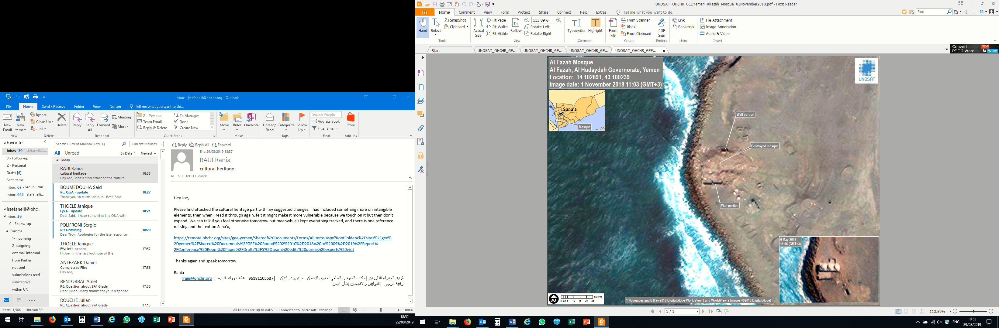 Inbox - jstefanelli@ohchr.org - Outlook
File Home Send / Receive Folder View Norton Tell me what you want to do...
New Email
New Items
New
Ignore
Clean Up
Junk
Delete
Delete
Reply
Reply All
Forward
Meeting
More
Respond
Z - Personal
Team Email
Reply & Delete
To Manager
Done
Create New
Quick Steps
Move
Rules
OneNote
Move
Unread/ Read
Categorize
Follow Up
Tags
Search People
Address Book
Filter Email
Find
Store
Add-ins
Favorites
Inbox 39 - jstefanelli@...
0 - Follow-up
Z - Personal
Drafts [6]
Sent Items
Inbox 67 - Group Emin...
Inbox 642 - stefanelli...
jstefanelli@ohc...
Inbox 39
0 - Follow-up
Comms
1-incoming
2-outgoing
external-informal
from Parties
not sent
submissions recd
substantive
within UN
Search Current Mailbox (Ctrl+E)
Current Mailbox
All Unread By Date Newest
Today
RAJJI Rania
cultural heritage 18:38
Hey Joe, Please find attached the cultural
BOUMEDOUHA Said
RE: Q&A - update 18:27
Thank you so much Janique. Best Said
THOELE Janique
Q&A - update 18:21
Dear Said, I have completed the Q&A with
POLIFRONI Sergio
RE: Demining 18:20
Dear Troy, Apologies for the late response.
THOELE Janique
FW: Info needed 17:57
Hi Joe, In the last footnote of the
ANLEZARK Daniel
Compressed Files 17:56
Hey Joe,
BENTOBBAL Amel
RE: Question about SPA Grade 17:38
Dear Julian Many thanks for your response
ROUCHE Julian
RE: Question about SPA Grade 17:13
Reply Reply All Forward
Thu 29/08/2019 18:37
RAJJI Rania
cultural heritage
To STEFANELLI Joseph
Hey Joe,
Please find attached the cultural heritage part with my suggested changes. I had included something more on intangible
elements, then when I read it through again, felt it might make it more vulnerable because we touch on it but then don't
expand. We can talk if you feel otherwise tomorrow but meanwhile I kept everything tracked, and there is one reference
missing and the text on Sana'a,
https://remote.ohchr.org/sites/gee-yemen/Shared%20Documents/Forms/AllItems.aspx?RootFolder=%2Fsites%2Fgee%
2Dyemen%2FShared%20Documents%2FGEE%20Round%202%2010%2D2018%20to%2009%2D2019%2FReport%
2FConference%20Room%20Paper%2FDrafts%2F5%2Dteam%20edits%20during%20experts%20visit
Thanks again and speak tomorrow.
Rania
فريق الخبراء البارزين |مكتب المفوض السامي لحقوق الانسان - بيروت, لبنان |96181105537 هاتف وواتساب:+ | rrajji@ohchr.org
رانية الرجي |الدوليين والاقليميين بشأن اليمن
Items: 1,586 Unread: 39
All folders are up to date. Connected to: Microsoft Exchange
100%
18:52
29/08/2019
UNOSAT_OHCHR_GEEYemen_AlFazah_Mosque_01November2018.pdf - Foxit Reader
File Home Comment View Form Protect Share Connect Help Extras Tell me what you want to do..
Find
Hand
Select
SnapShot
Clipboard
Tools
Actual Size
Fit Page
Fit Width
Fit Visible
Reflow
113.89%
Rotate Left
Rotate Right
View
Typewriter
Highlight
Comment
From File
From Scanner
Blank
From Clipboard
Create
PDF Sign
Protect
Link
Bookmark
Links
File Attachment
Image Annotation
Audio & Video
Insert
Start
UNOSAT_OHCHR_GE...
UNOSAT_OHCHR_GE...
UNOSAT_OHCHR_GE...
UNOSAT_OHCHR_GEE...
Convert PDF
PDF 2 Word Word
Al Fazah Mosque
Al Fazah, Al Hudaydah Governorate, Yemen
Location: 14.102691, 43.100239
Image date: 1 November 2018 11:03 (GMT+3)
UNOSAT
Sana'a
Mosque
Wall portion
Destroyed mosque
Wall portion
6 May 2018
11:06 (GMT+3)
N
0 2.5 5 10 15 20 25 Meters
1 November and 6 May 2018 DigitalGlobe WorldView-3 and WorldView-2 Images (©2018 DigitalGlobe)
1 / 1
113.89%
ENG
18:52
29/08/2019